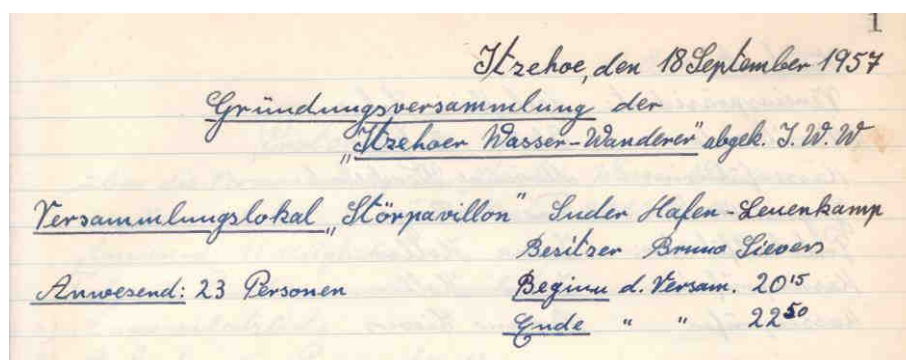 1
Itzehoe, den 18 September 1957
Gründungsversammlung der
„Itzehoer Wasser-Wanderer" abgek. I. W. W
Versammlungslokal „Störpavillon" Suder Hafen-Leuenkamp
Besitzer Bruno Sievers
Anwesend: 23 Personen Beginn d. Versam. 20¹⁵
Ende " " 22⁵⁰